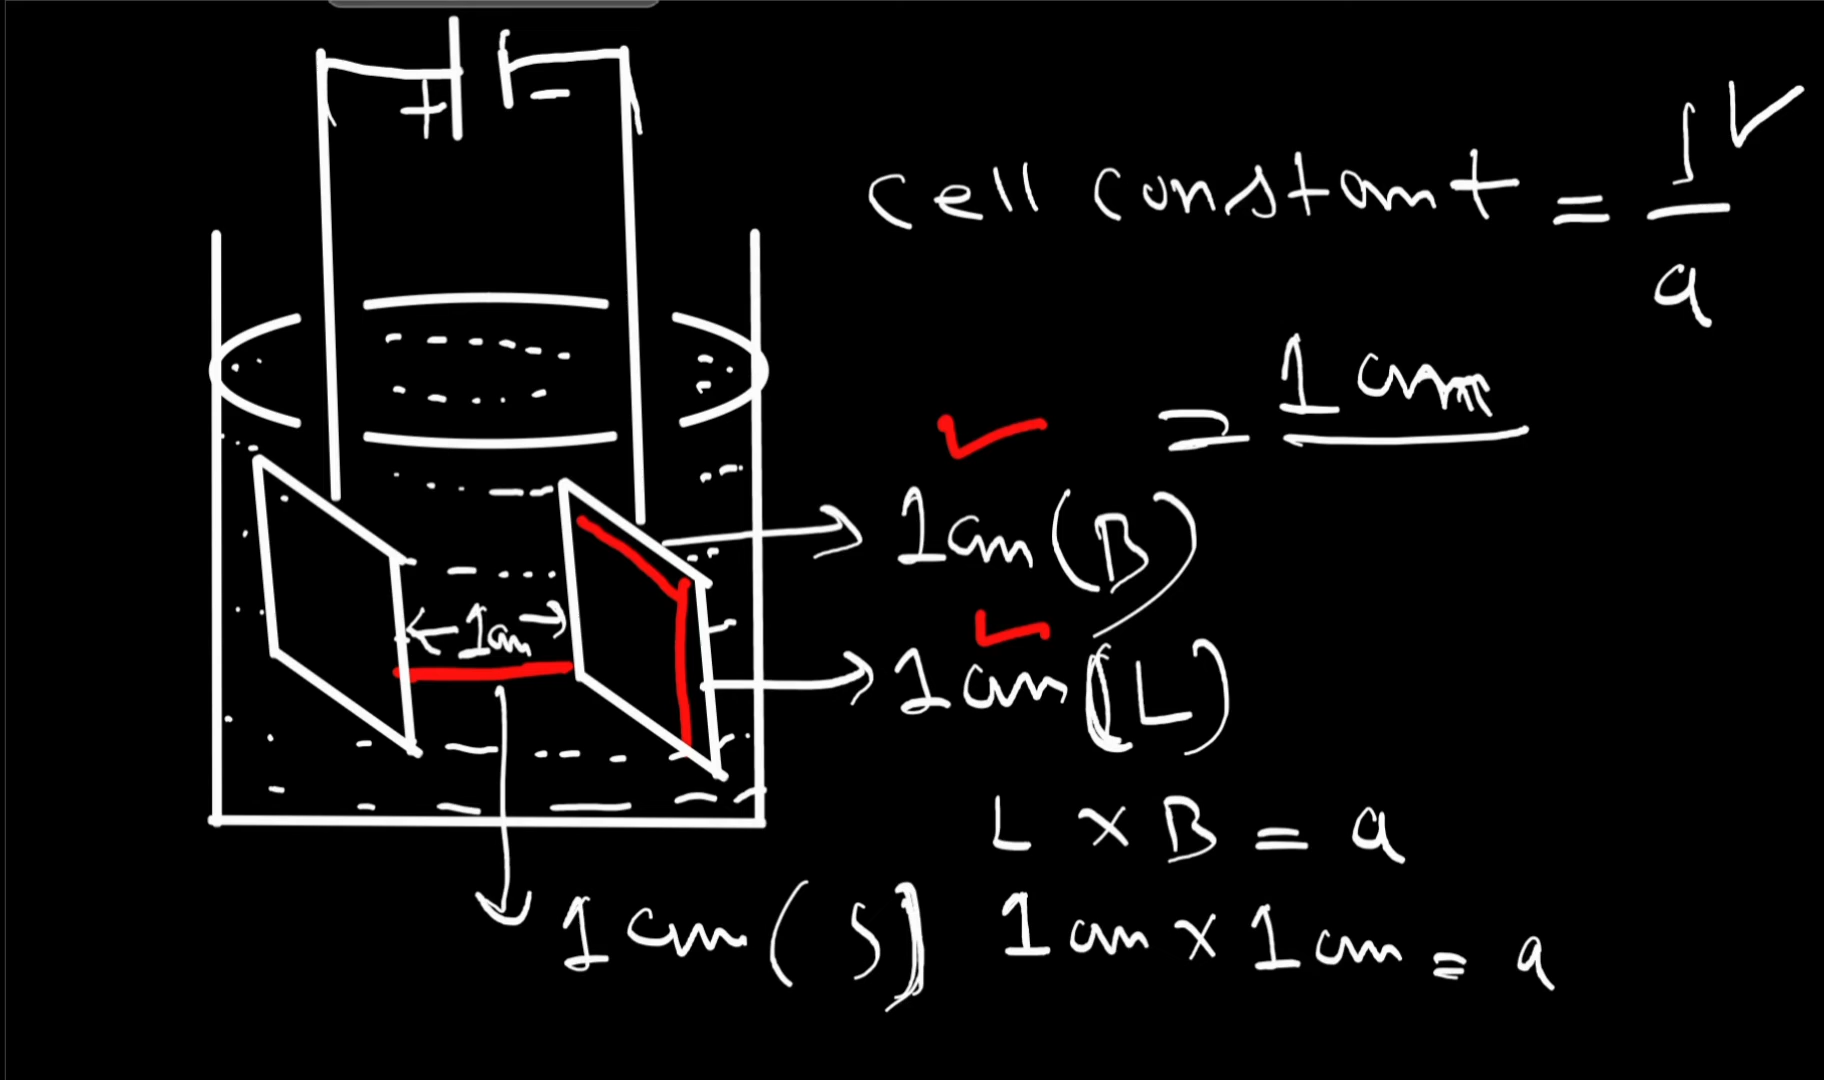 + -
cell constant = s/a
= 1 cm
1cm (B)
←1cm→
1cm (L)
L × B = a
1cm (s)
1cm × 1cm = a